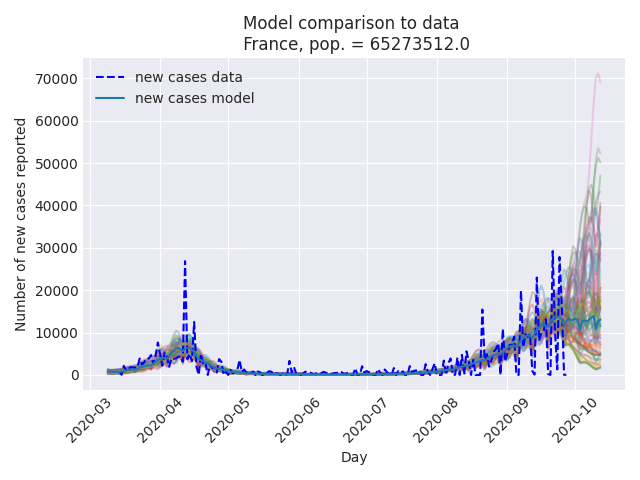 Model comparison to data
France, pop. = 65273512.0
new cases data
new cases model
Number of new cases reported
70000
60000
50000
40000
30000
20000
10000
0
2020-03
2020-04
2020-05
2020-06
2020-07
2020-08
2020-09
2020-10
Day